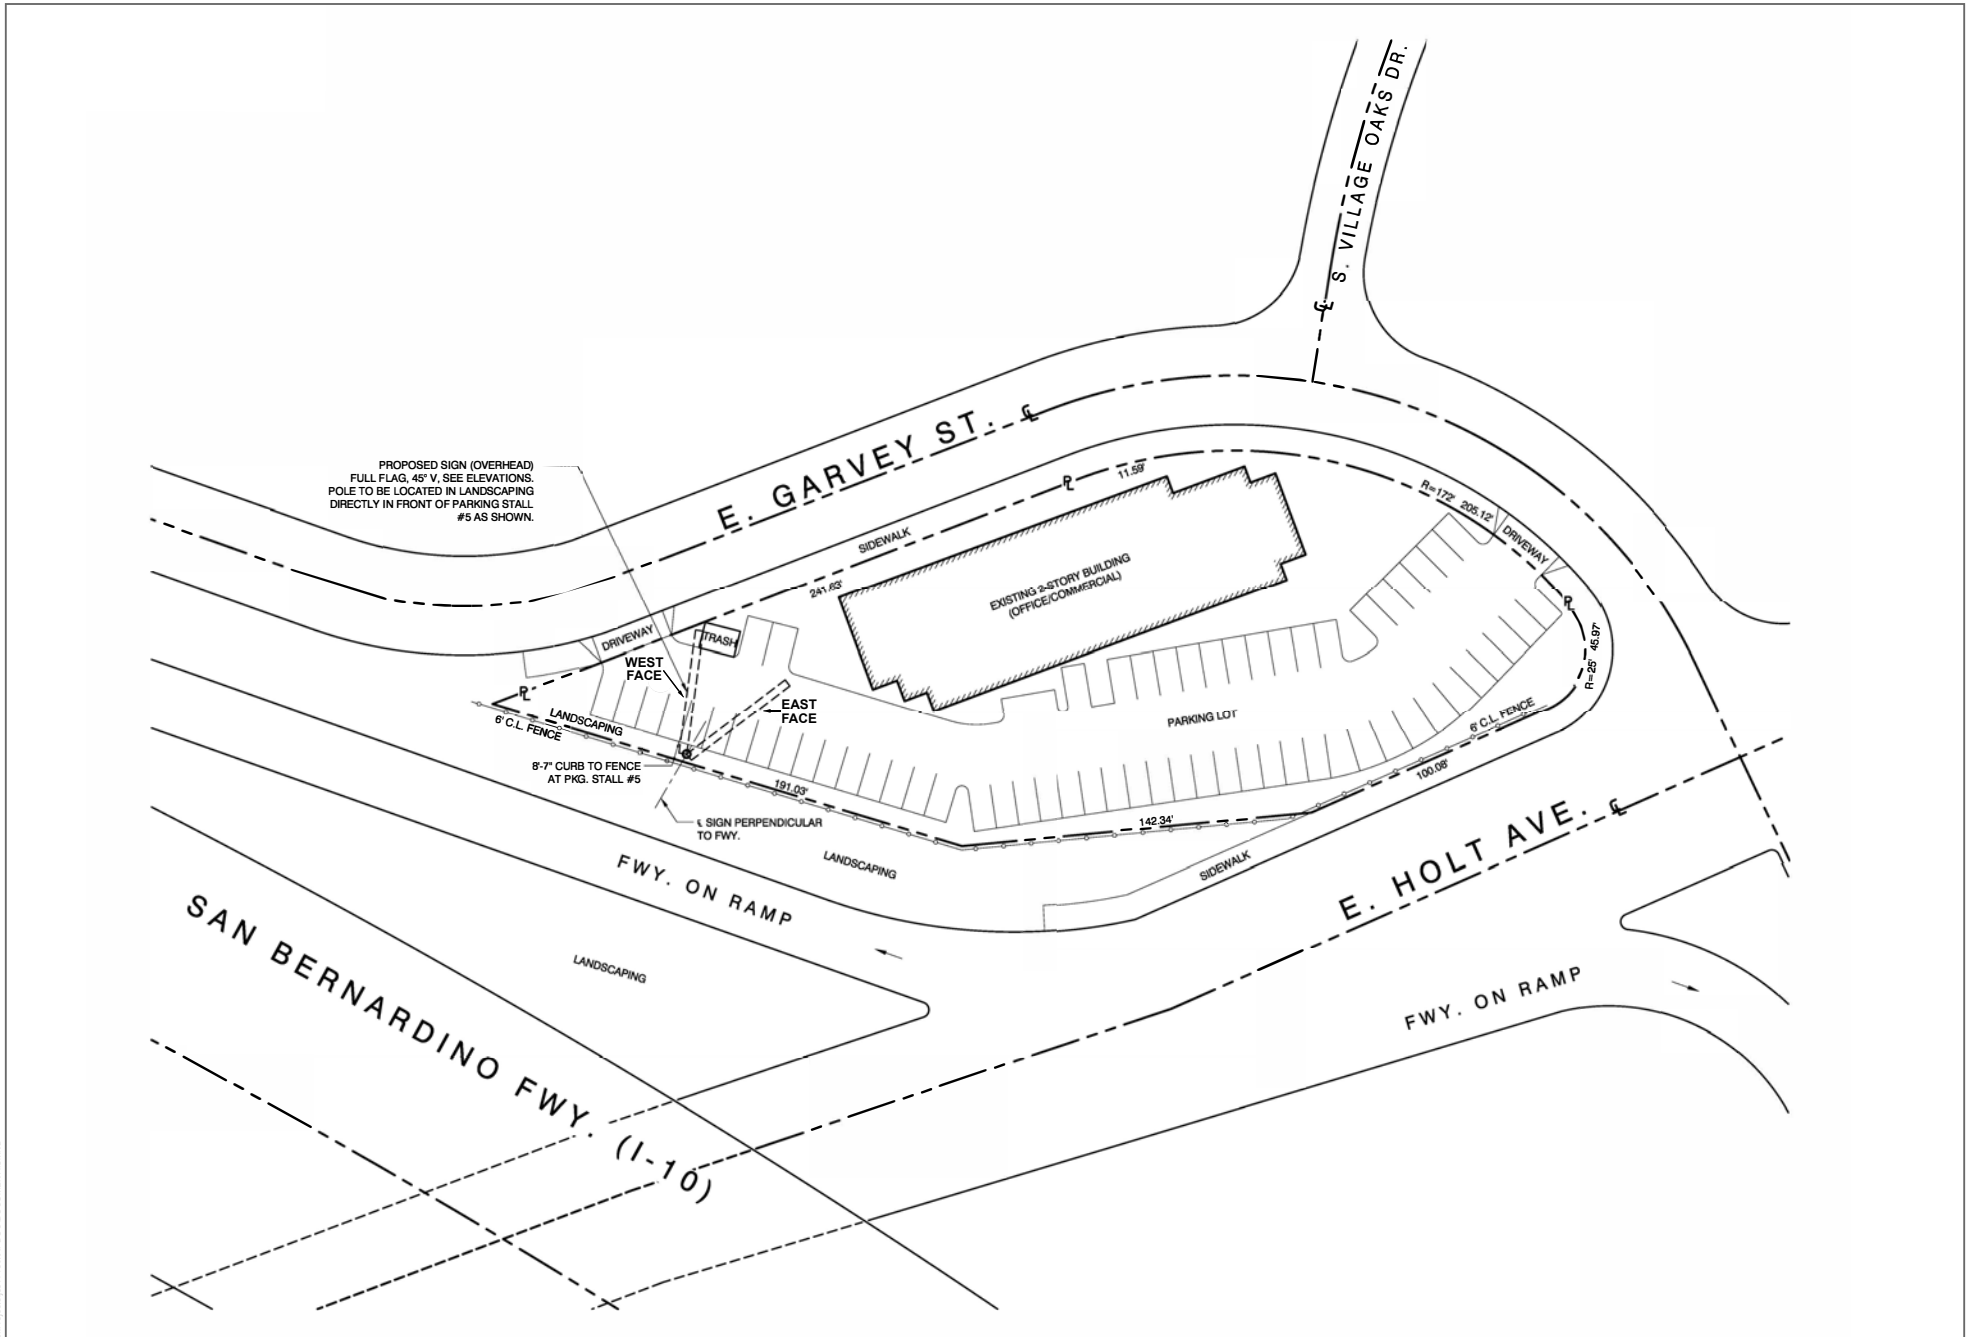 S. VILLAGE OAKS DR.
℄
E. GARVEY ST. ℄
PROPOSED SIGN (OVERHEAD)
FULL FLAG, 45° V, SEE ELEVATIONS.
POLE TO BE LOCATED IN LANDSCAPING
DIRECTLY IN FRONT OF PARKING STALL
#5 AS SHOWN.
PL
11.59'
R=172' 205.12'
DRIVEWAY
SIDEWALK
241.63'
EXISTING 2-STORY BUILDING
(OFFICE/COMMERCIAL)
PL
R=25' 45.97'
DRIVEWAY
TRASH
WEST
FACE
EAST
FACE
PL
LANDSCAPING
6' C.L. FENCE
PARKING LOT
6' C.L. FENCE
8'-7" CURB TO FENCE
AT PKG. STALL #5
191.03'
100.08'
142.34'
℄ SIGN PERPENDICULAR
TO FWY.
LANDSCAPING
SIDEWALK
E. HOLT AVE. ℄
FWY. ON RAMP
SAN BERNARDINO FWY. (I-10)
LANDSCAPING
FWY. ON RAMP